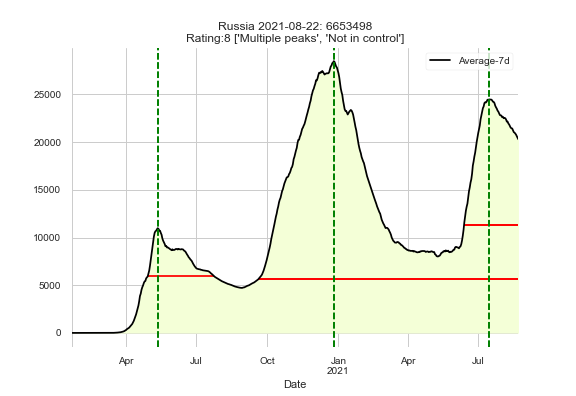 Russia 2021-08-22: 6653498
Rating:8 ['Multiple peaks', 'Not in control']
Average-7d
25000
20000
15000
10000
5000
0
Apr Jul Oct Jan Apr Jul
2021
Date